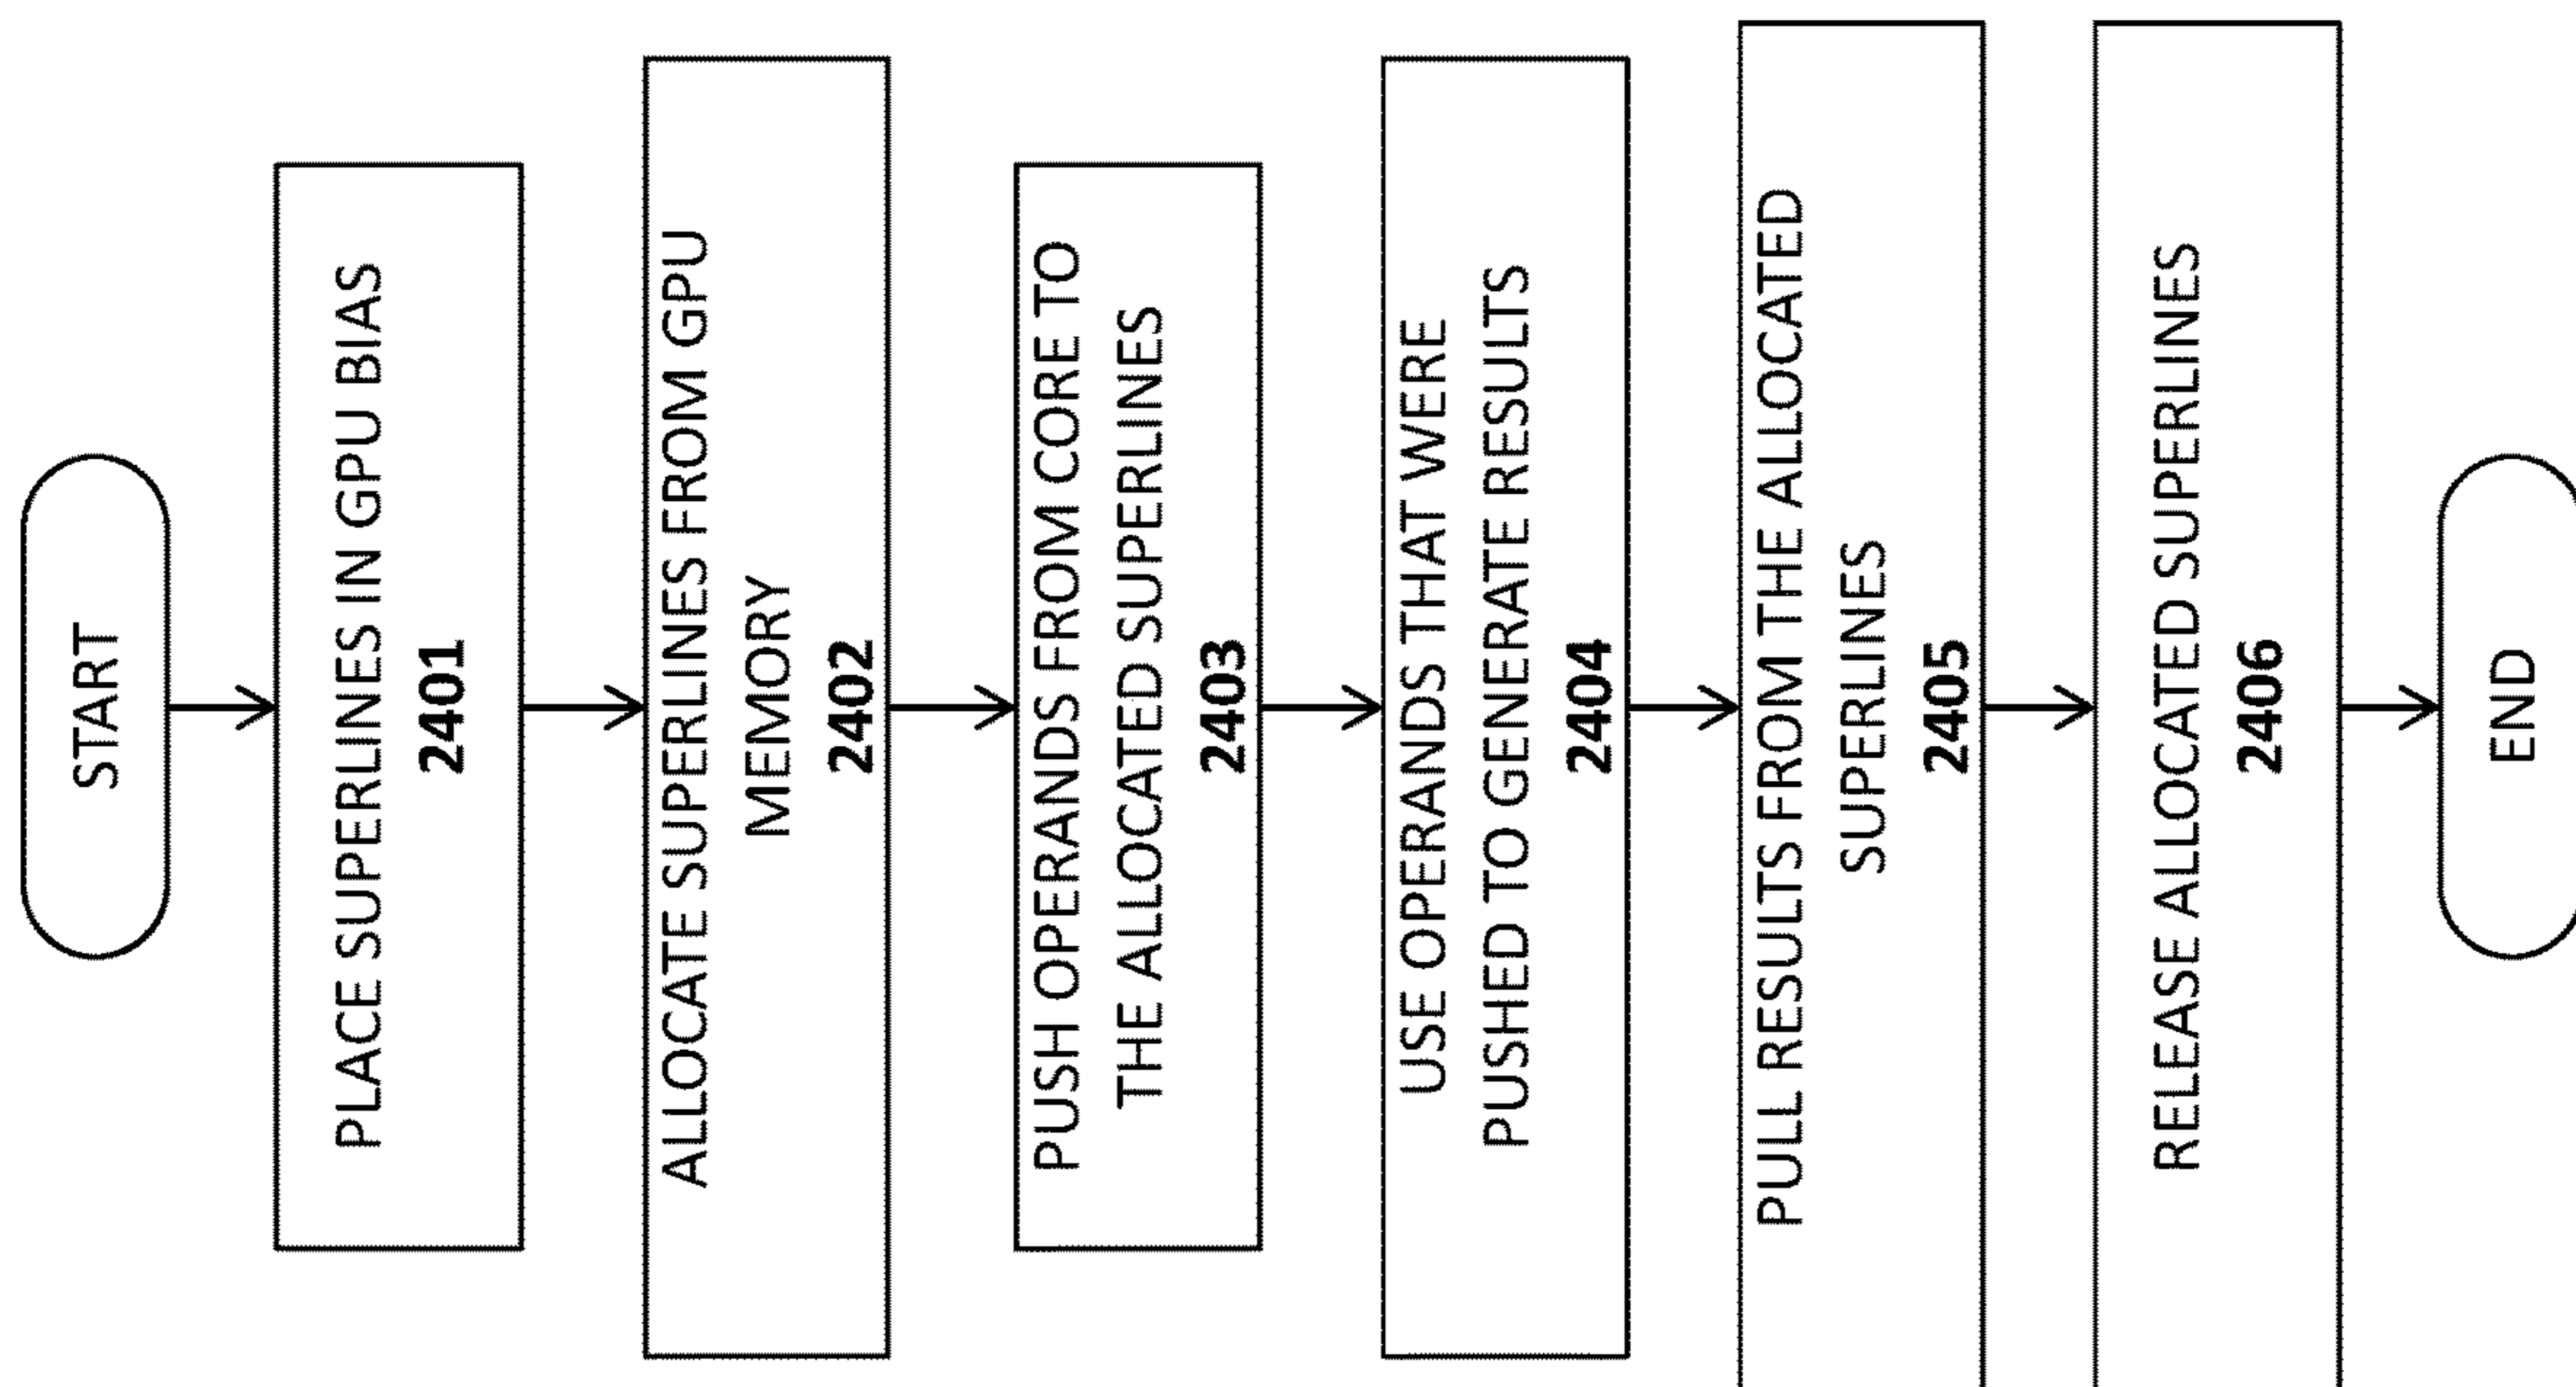 START
PLACE SUPERLINES IN GPU BIAS
2401
ALLOCATE SUPERLINES FROM GPU
MEMORY
2402
PUSH OPERANDS FROM CORE TO
THE ALLOCATED SUPERLINES
2403
USE OPERANDS THAT WERE
PUSHED TO GENERATE RESULTS
2404
PULL RESULTS FROM THE ALLOCATED
SUPERLINES
2405
RELEASE ALLOCATED SUPERLINES
2406
END